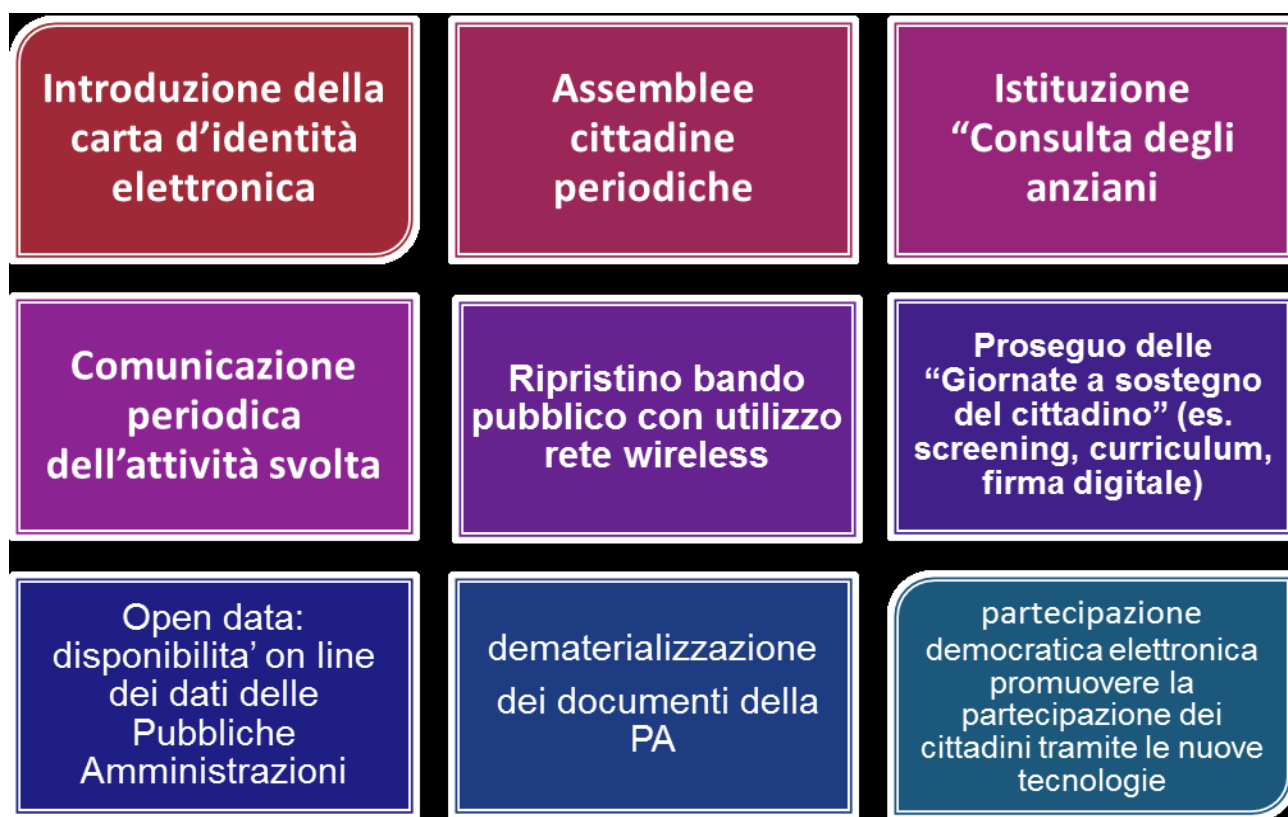 Introduzione della
carta d’identità
elettronica
Assemblee
cittadine
periodiche
Istituzione
“Consulta degli
anziani
Comunicazione
periodica
dell’attività svolta
Ripristino bando
pubblico con utilizzo
rete wireless
Proseguo delle
“Giornate a sostegno
del cittadino” (es.
screening, curriculum,
firma digitale)
Open data:
disponibilita’ on line
dei dati delle
Pubbliche
Amministrazioni
dematerializzazione
dei documenti della
PA
partecipazione
democratica elettronica
promuovere la
partecipazione dei
cittadini tramite le nuove
tecnologie